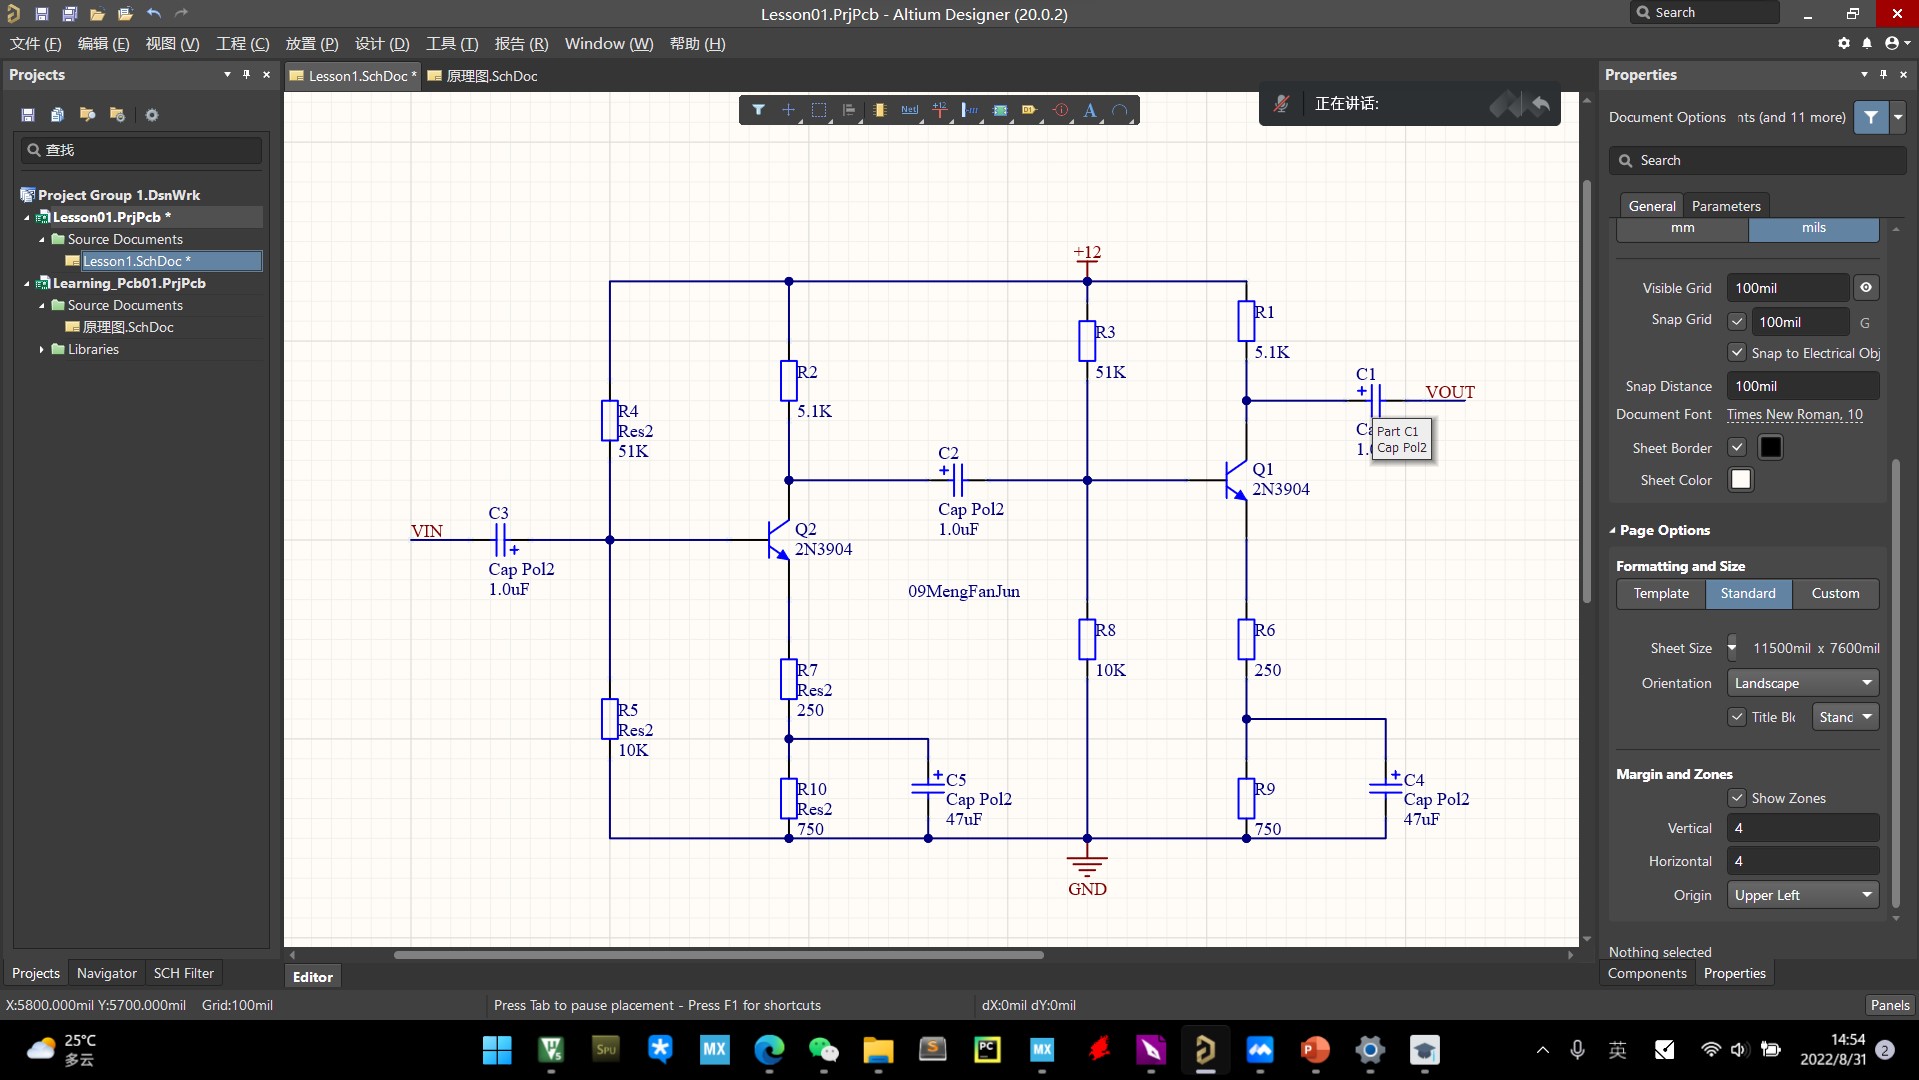 Lesson01.PrjPcb - Altium Designer (20.0.2)
Search
文件 (F) 编辑 (E) 视图 (V) 工程 (C) 放置 (P) 设计 (D) 工具 (T) 报告 (R) Window (W) 帮助 (H)
Projects
Lesson1.SchDoc *
原理图.SchDoc
Properties
正在讲话:
Document Options
nts (and 11 more)
查找
Search
Project Group 1.DsnWrk
Lesson01.PrjPcb *
Source Documents
Lesson1.SchDoc *
Learning_Pcb01.PrjPcb
Source Documents
原理图.SchDoc
Libraries
General
Parameters
mm
mils
Visible Grid 100mil
Snap Grid 100mil G
Snap to Electrical Obj
Snap Distance 100mil
Document Font Times New Roman, 10
Sheet Border
Sheet Color
Page Options
Formatting and Size
Template Standard Custom
Sheet Size 11500mil x 7600mil
Orientation Landscape
Title Blc Stanc
Margin and Zones
Show Zones
Vertical 4
Horizontal 4
Origin Upper Left
Nothing selected
Components
Properties
Net
+12
R1
5.1K
R3
51K
R2
5.1K
C1
VOUT
Ca
1.
Part C1
Cap Pol2
R4
Res2
51K
C2
Cap Pol2
1.0uF
Q1
2N3904
VIN
C3
Cap Pol2
1.0uF
Q2
2N3904
09MengFanJun
R8
10K
R6
250
R7
Res2
250
R5
Res2
10K
R10
Res2
750
C5
Cap Pol2
47uF
R9
750
C4
Cap Pol2
47uF
GND
Projects Navigator SCH Filter
Editor
X:5800.000mil Y:5700.000mil Grid:100mil
Press Tab to pause placement - Press F1 for shortcuts
dX:0mil dY:0mil
Panels
25°C
多云
SPU
MX
S
PC
MX
P
英
14:54
2022/8/31
2